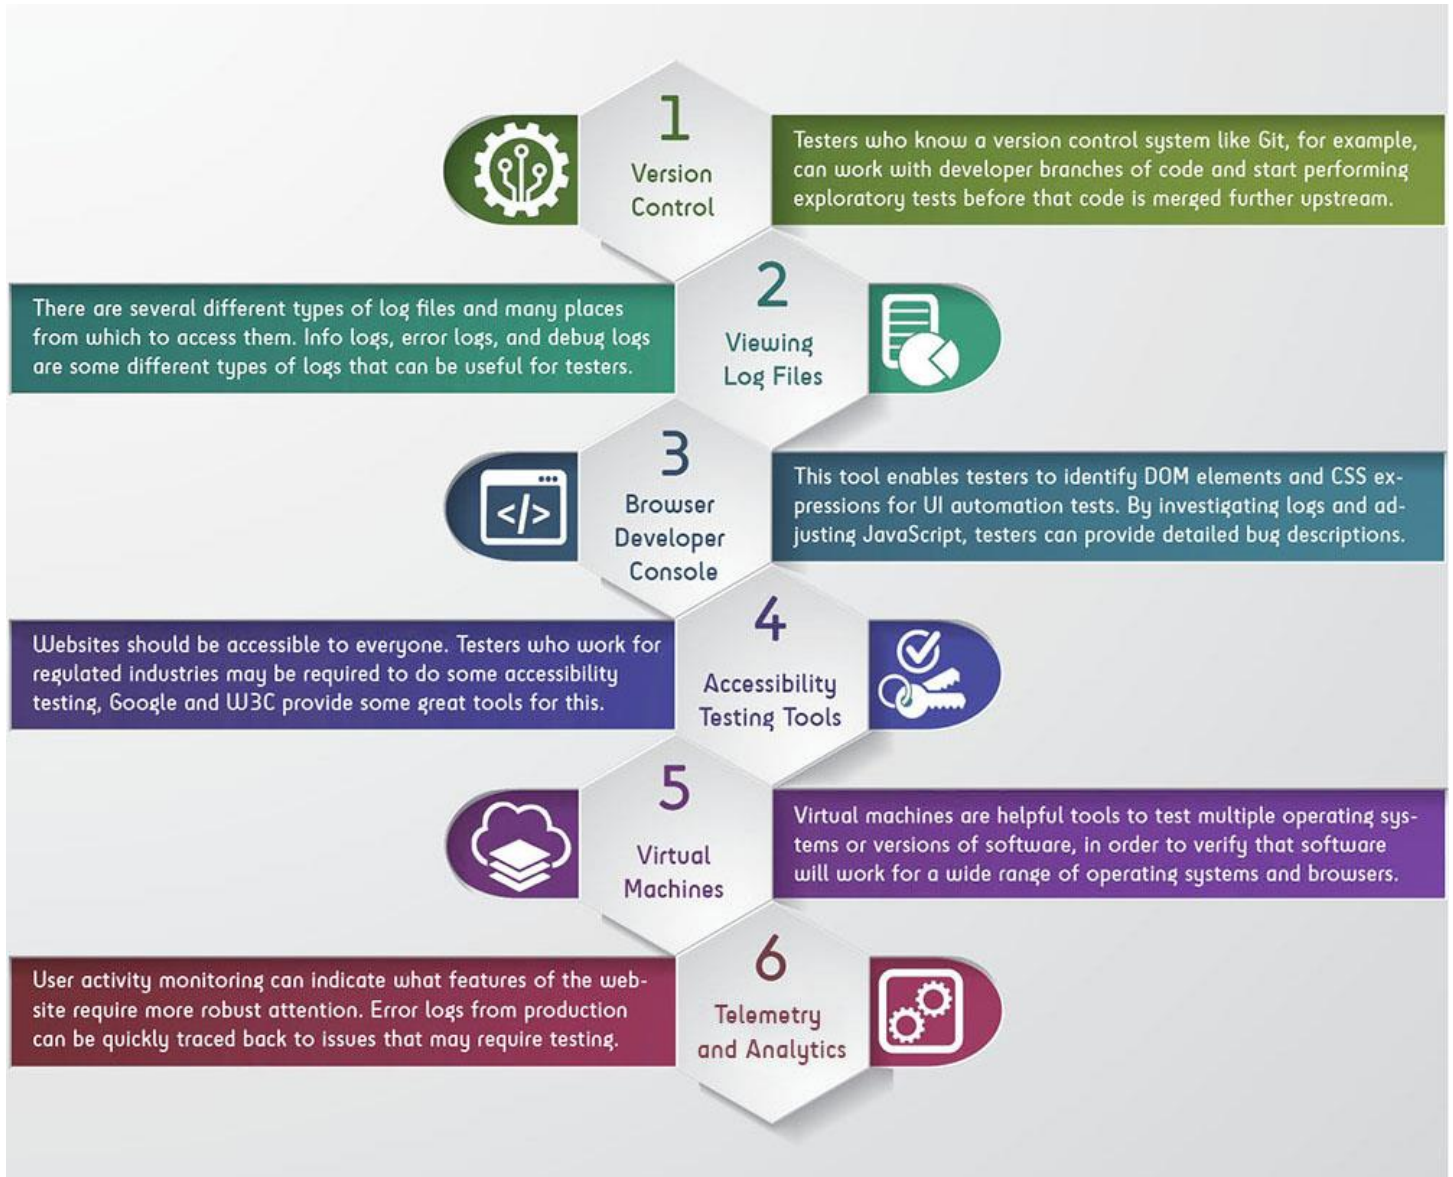 1
Version
Control
Testers who know a version control system like Git, for example,
can work with developer branches of code and start performing
exploratory tests before that code is merged further upstream.
2
Viewing
Log Files
There are several different types of log files and many places
from which to access them. Info logs, error logs, and debug logs
are some different types of logs that can be useful for testers.
3
Browser
Developer
Console
This tool enables testers to identify DOM elements and CSS ex-
pressions for UI automation tests. By investigating logs and ad-
justing JavaScript, testers can provide detailed bug descriptions.
4
Accessibility
Testing Tools
Websites should be accessible to everyone. Testers who work for
regulated industries may be required to do some accessibility
testing, Google and W3C provide some great tools for this.
5
Virtual
Machines
Virtual machines are helpful tools to test multiple operating sys-
tems or versions of software, in order to verify that software
will work for a wide range of operating systems and browsers.
6
Telemetry
and Analytics
User activity monitoring can indicate what features of the web-
site require more robust attention. Error logs from production
can be quickly traced back to issues that may require testing.